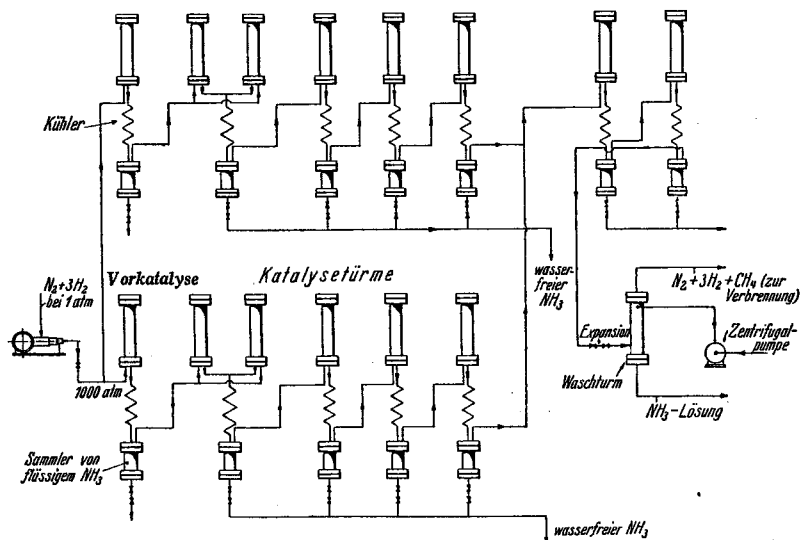 Kühler
Vorkatalyse
Katalysetürme
N₂+3H₂
bei 1 atm
1000 atm
Sammler von
flüssigem NH₃
wasser-
freier
NH₃
wasserfreier NH₃
N₂+3H₂+CH₄ (zur
Verbrennung)
Expansion
Zentrifugal-
pumpe
Waschturm
NH₃-Lösung